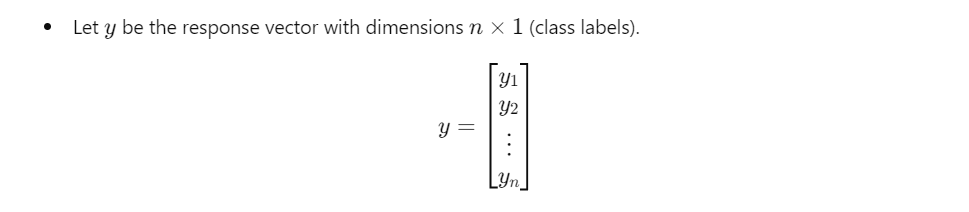 • Let y be the response vector with dimensions n × 1 (class labels).
y = [y₁
y₂
⋮
yₙ]